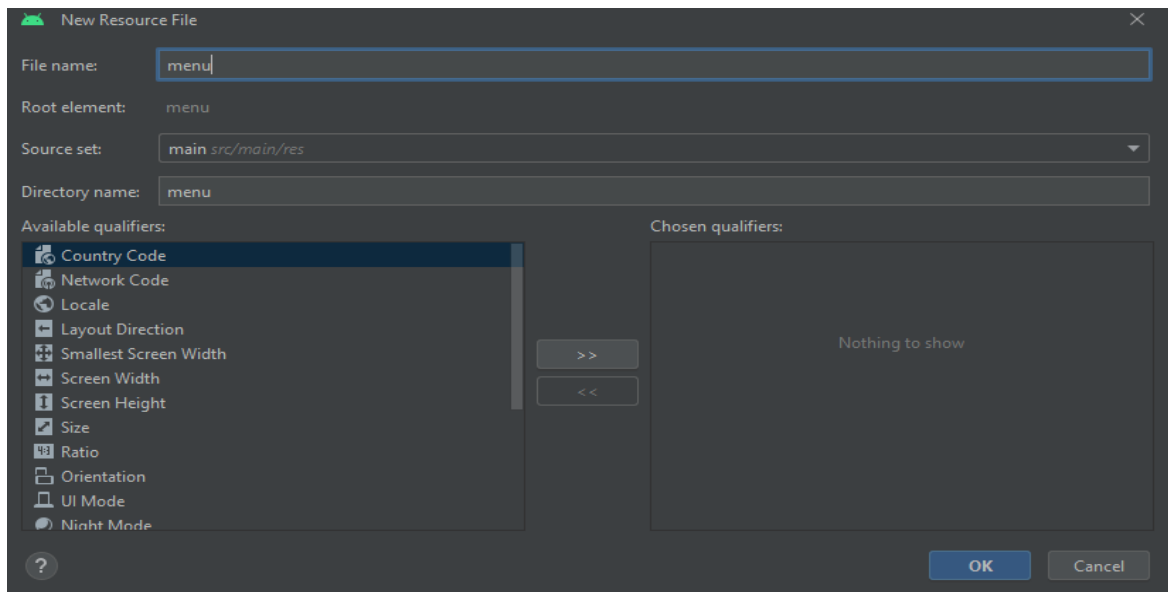 New Resource File
File name: menu
Root element: menu
Source set: main src/main/res
Directory name: menu
Available qualifiers:
Country Code
Network Code
Locale
Layout Direction
Smallest Screen Width
Screen Width
Screen Height
Size
Ratio
Orientation
UI Mode
Night Mode
>>
<<
Chosen qualifiers:
Nothing to show
?
OK
Cancel